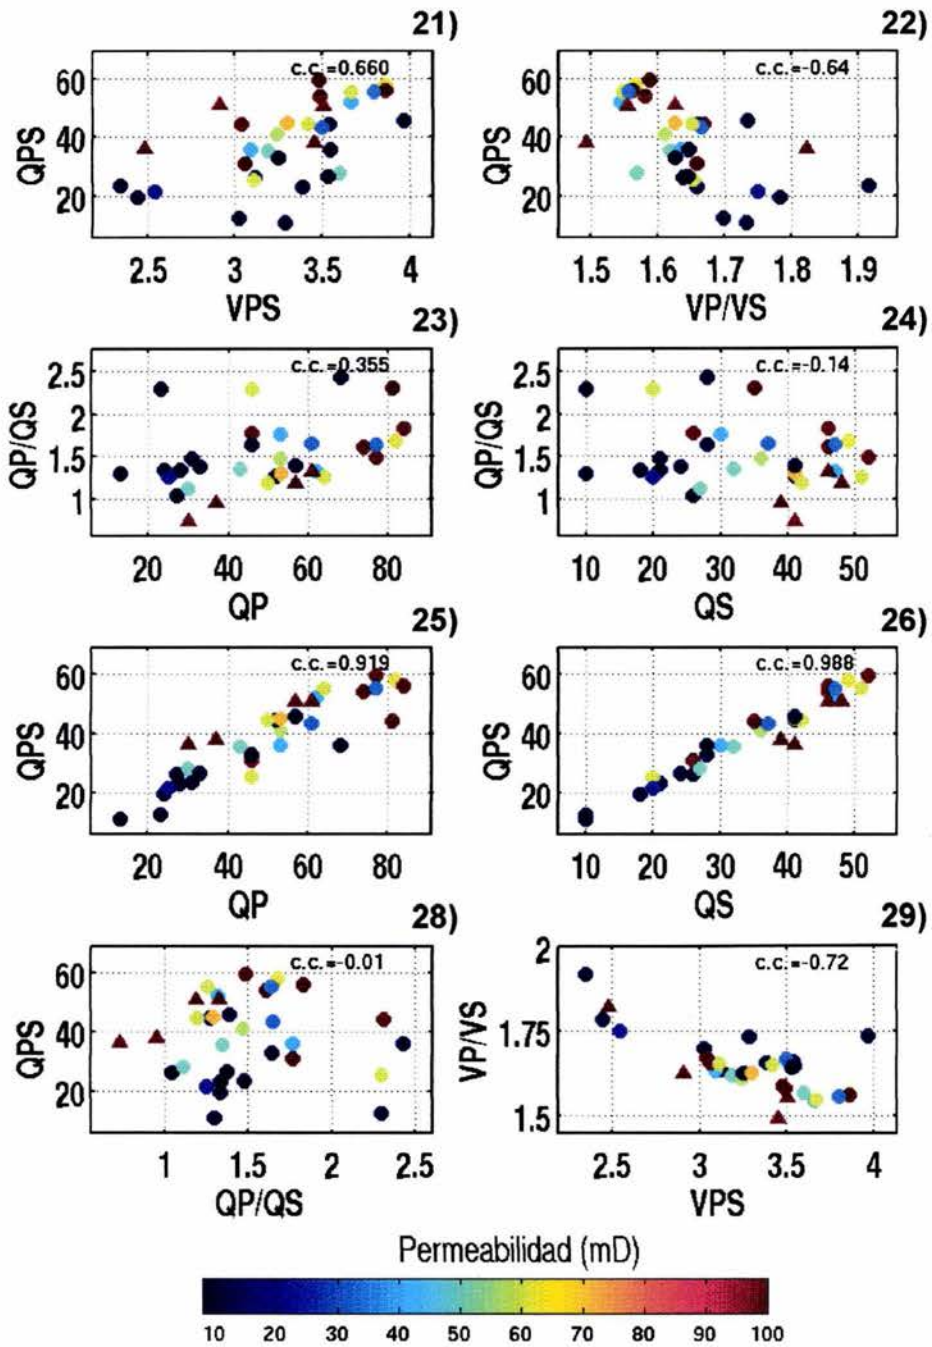 21)
c.c.=0.660
QPS
60
40
20
2.5 3 3.5 4
VPS
22)
c.c.=-0.64
QPS
60
40
20
1.5 1.6 1.7 1.8 1.9
VP/VS
23)
c.c.=0.355
QP/QS
2.5
2
1.5
1
20 40 60 80
QP
24)
c.c.=-0.14
QP/QS
2.5
2
1.5
1
10 20 30 40 50
QS
25)
c.c.=0.919
QPS
60
40
20
20 40 60 80
QP
26)
c.c.=0.988
QPS
60
40
20
10 20 30 40 50
QS
28)
c.c.=-0.01
QPS
60
40
20
1 1.5 2 2.5
QP/QS
29)
c.c.=-0.72
VP/VS
2
1.75
1.5
2.5 3 3.5 4
VPS
Permeabilidad (mD)
10 20 30 40 50 60 70 80 90 100